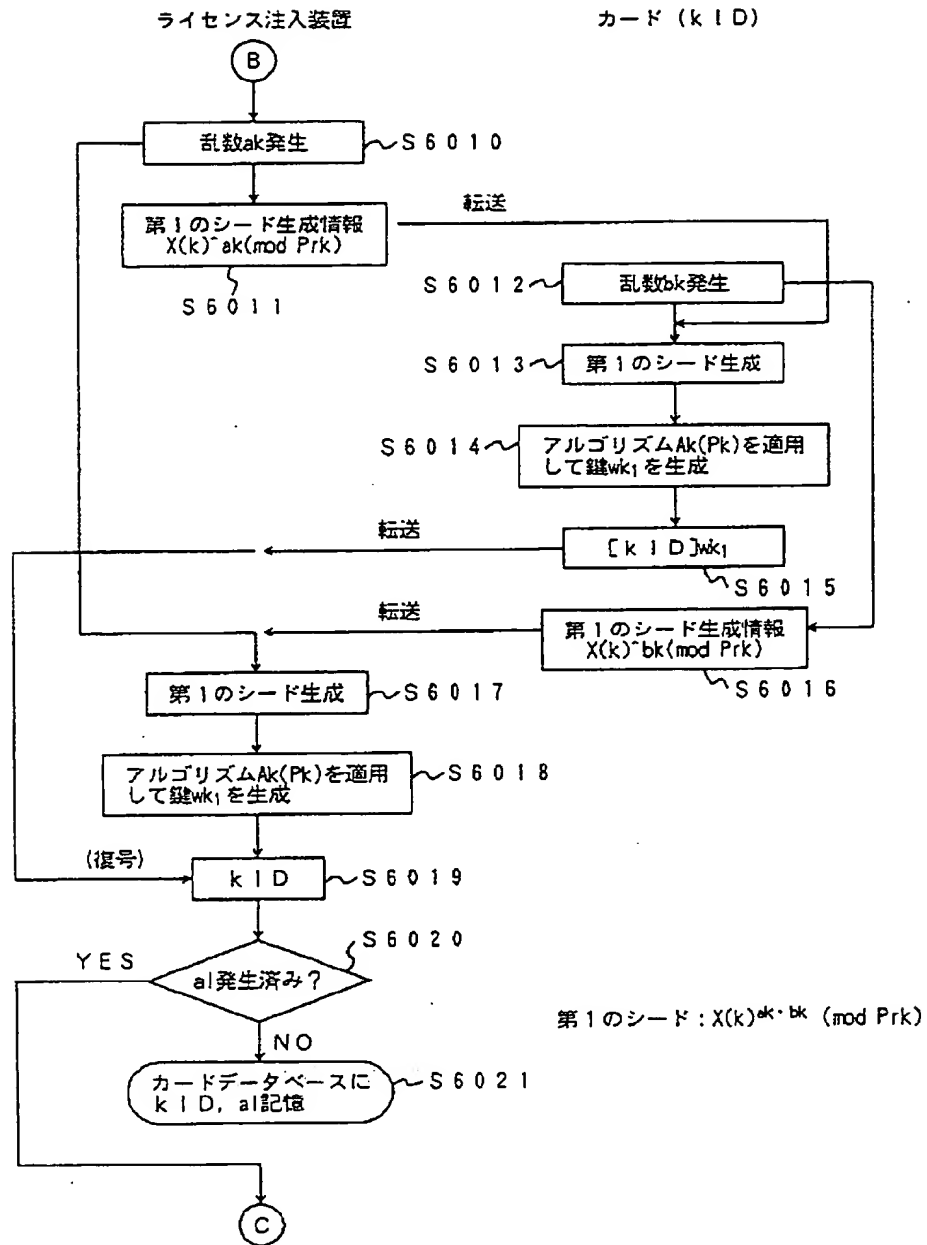 ライセンス注入装置
カード (kID)
B
乱数ak発生
S6010
第1のシード生成情報
X(k)^ak(mod Prk)
S6011
転送
S6012
乱数bk発生
S6013
第1のシード生成
S6014
アルゴリズムAk(Pk)を適用
して鍵wk₁を生成
転送
[kID]wk₁
S6015
転送
第1のシード生成情報
X(k)^bk(mod Prk)
S6016
第1のシード生成
S6017
アルゴリズムAk(Pk)を適用
して鍵wk₁を生成
S6018
(復号)
kID
S6019
S6020
YES
al発生済み?
第1のシード:X(k)^ak・bk (mod Prk)
NO
カードデータベースに
kID, al記憶
S6021
C